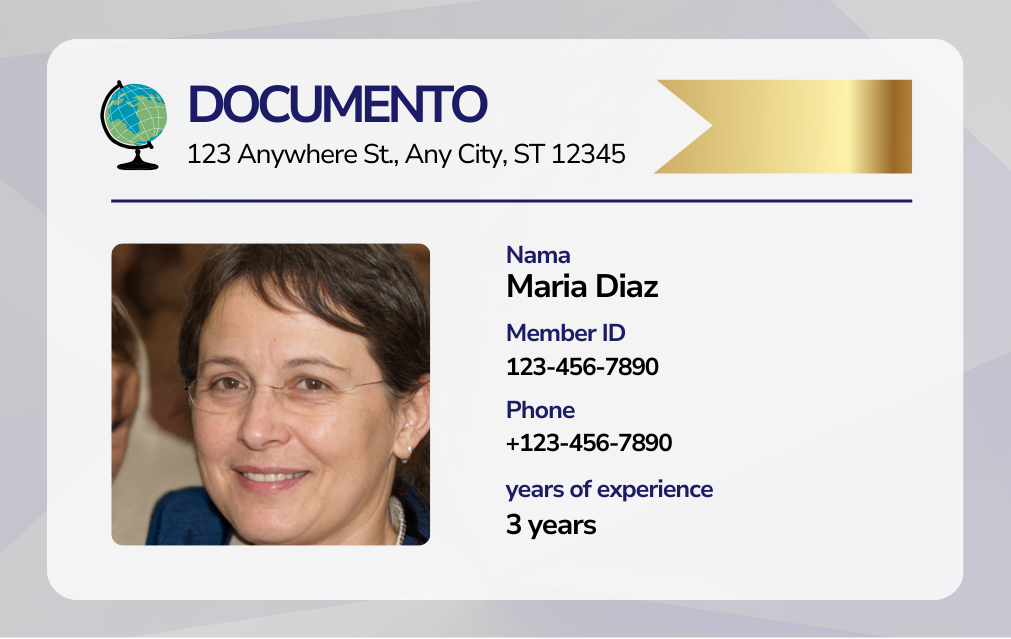 DOCUMENTO
123 Anywhere St., Any City, ST 12345
Nama
Maria Diaz
Member ID
123-456-7890
Phone
+123-456-7890
years of experience
3 years